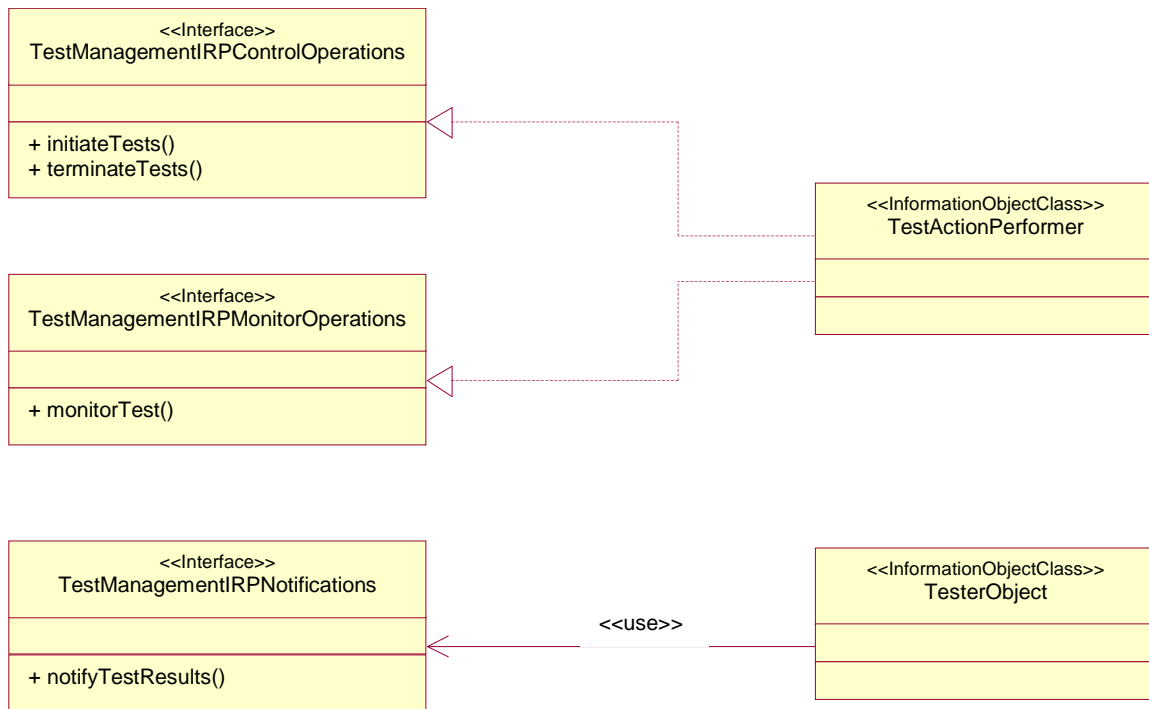 <<Interface>>
TestManagementIRPControlOperations
+ initiateTests()
+ terminateTests()
<<InformationObjectClass>>
TestActionPerformer
<<Interface>>
TestManagementIRPMonitorOperations
+ monitorTest()
<<Interface>>
TestManagementIRPNotifications
+ notifyTestResults()
<<use>>
<<InformationObjectClass>>
TesterObject